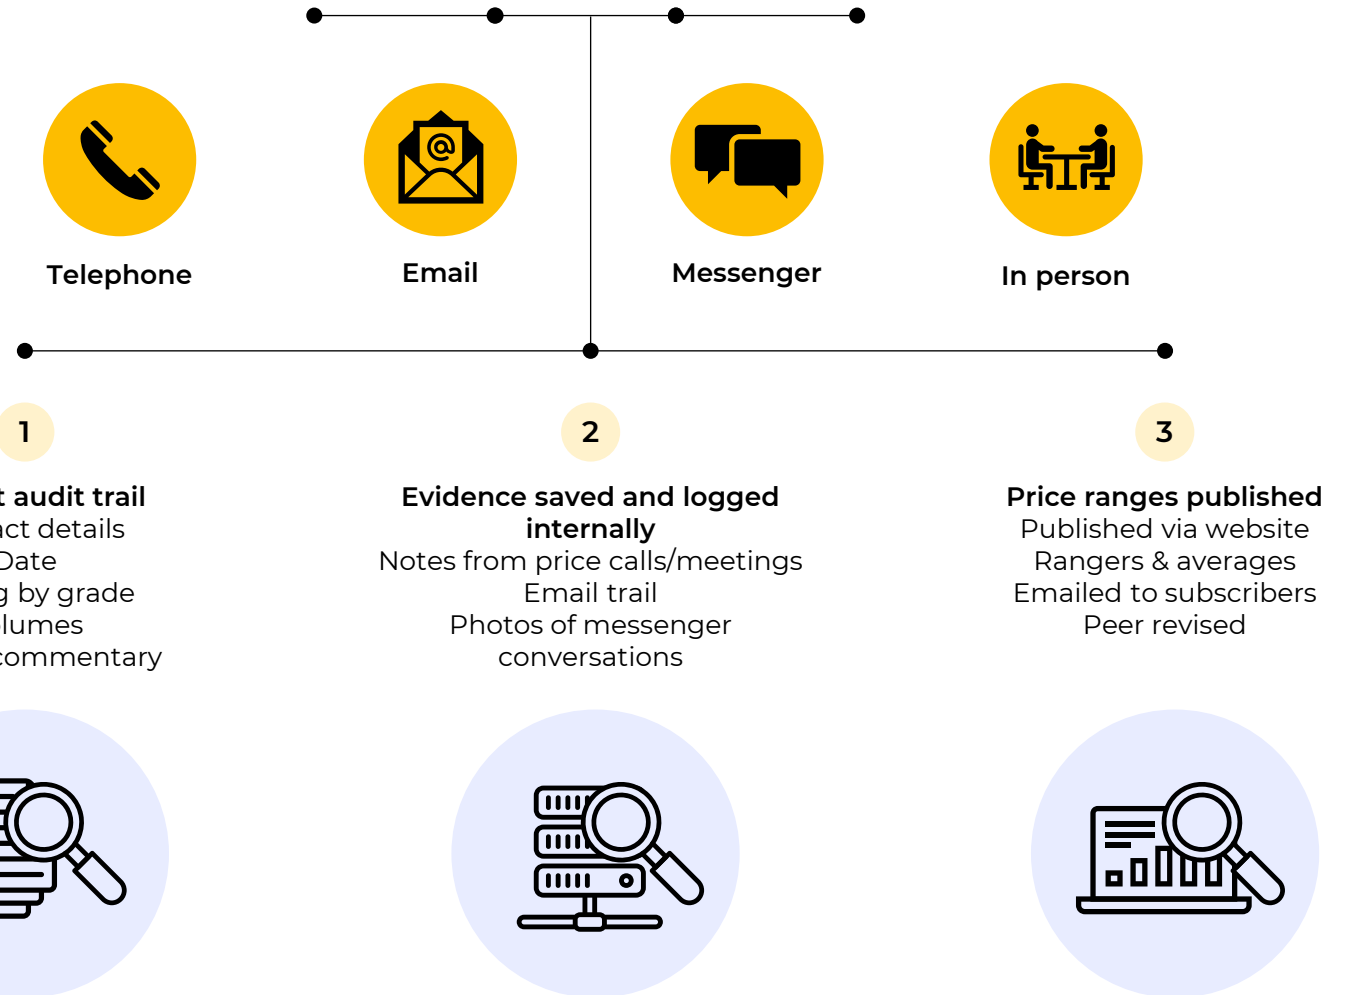 Telephone
Email
Messenger
In person
1
audit trail
details
Date
by grade
commentary
2
Evidence saved and logged
internally
Notes from price calls/meetings
Email trail
Photos of messenger
conversations
3
Price ranges published
Published via website
Rangers & averages
Emailed to subscribers
Peer revised